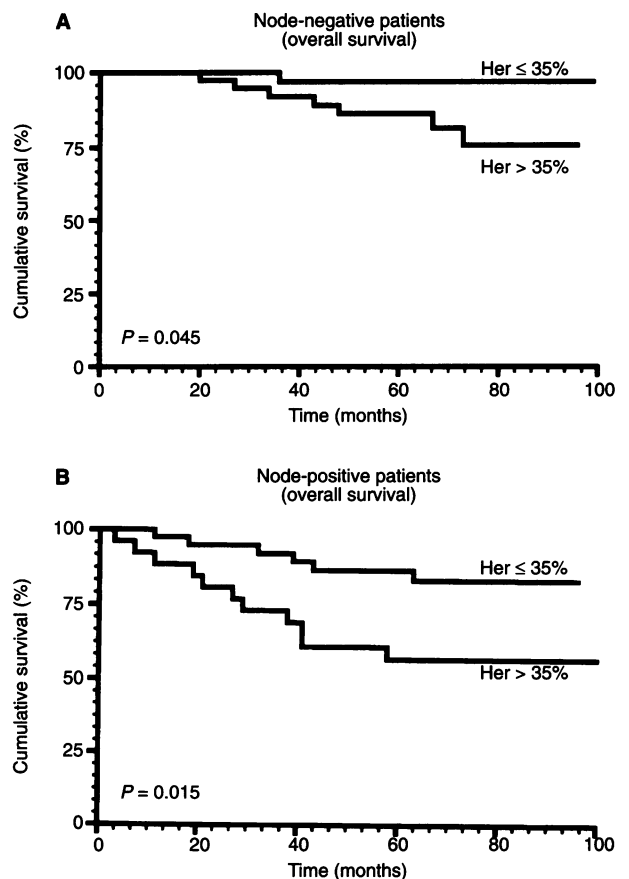 A
Node-negative patients
(overall survival)
Cumulative survival (%)
100
75
50
25
0
Her ≤ 35%
Her > 35%
P = 0.045
0 20 40 60 80 100
Time (months)
B
Node-positive patients
(overall survival)
Cumulative survival (%)
100
75
50
25
0
Her ≤ 35%
Her > 35%
P = 0.015
0 20 40 60 80 100
Time (months)